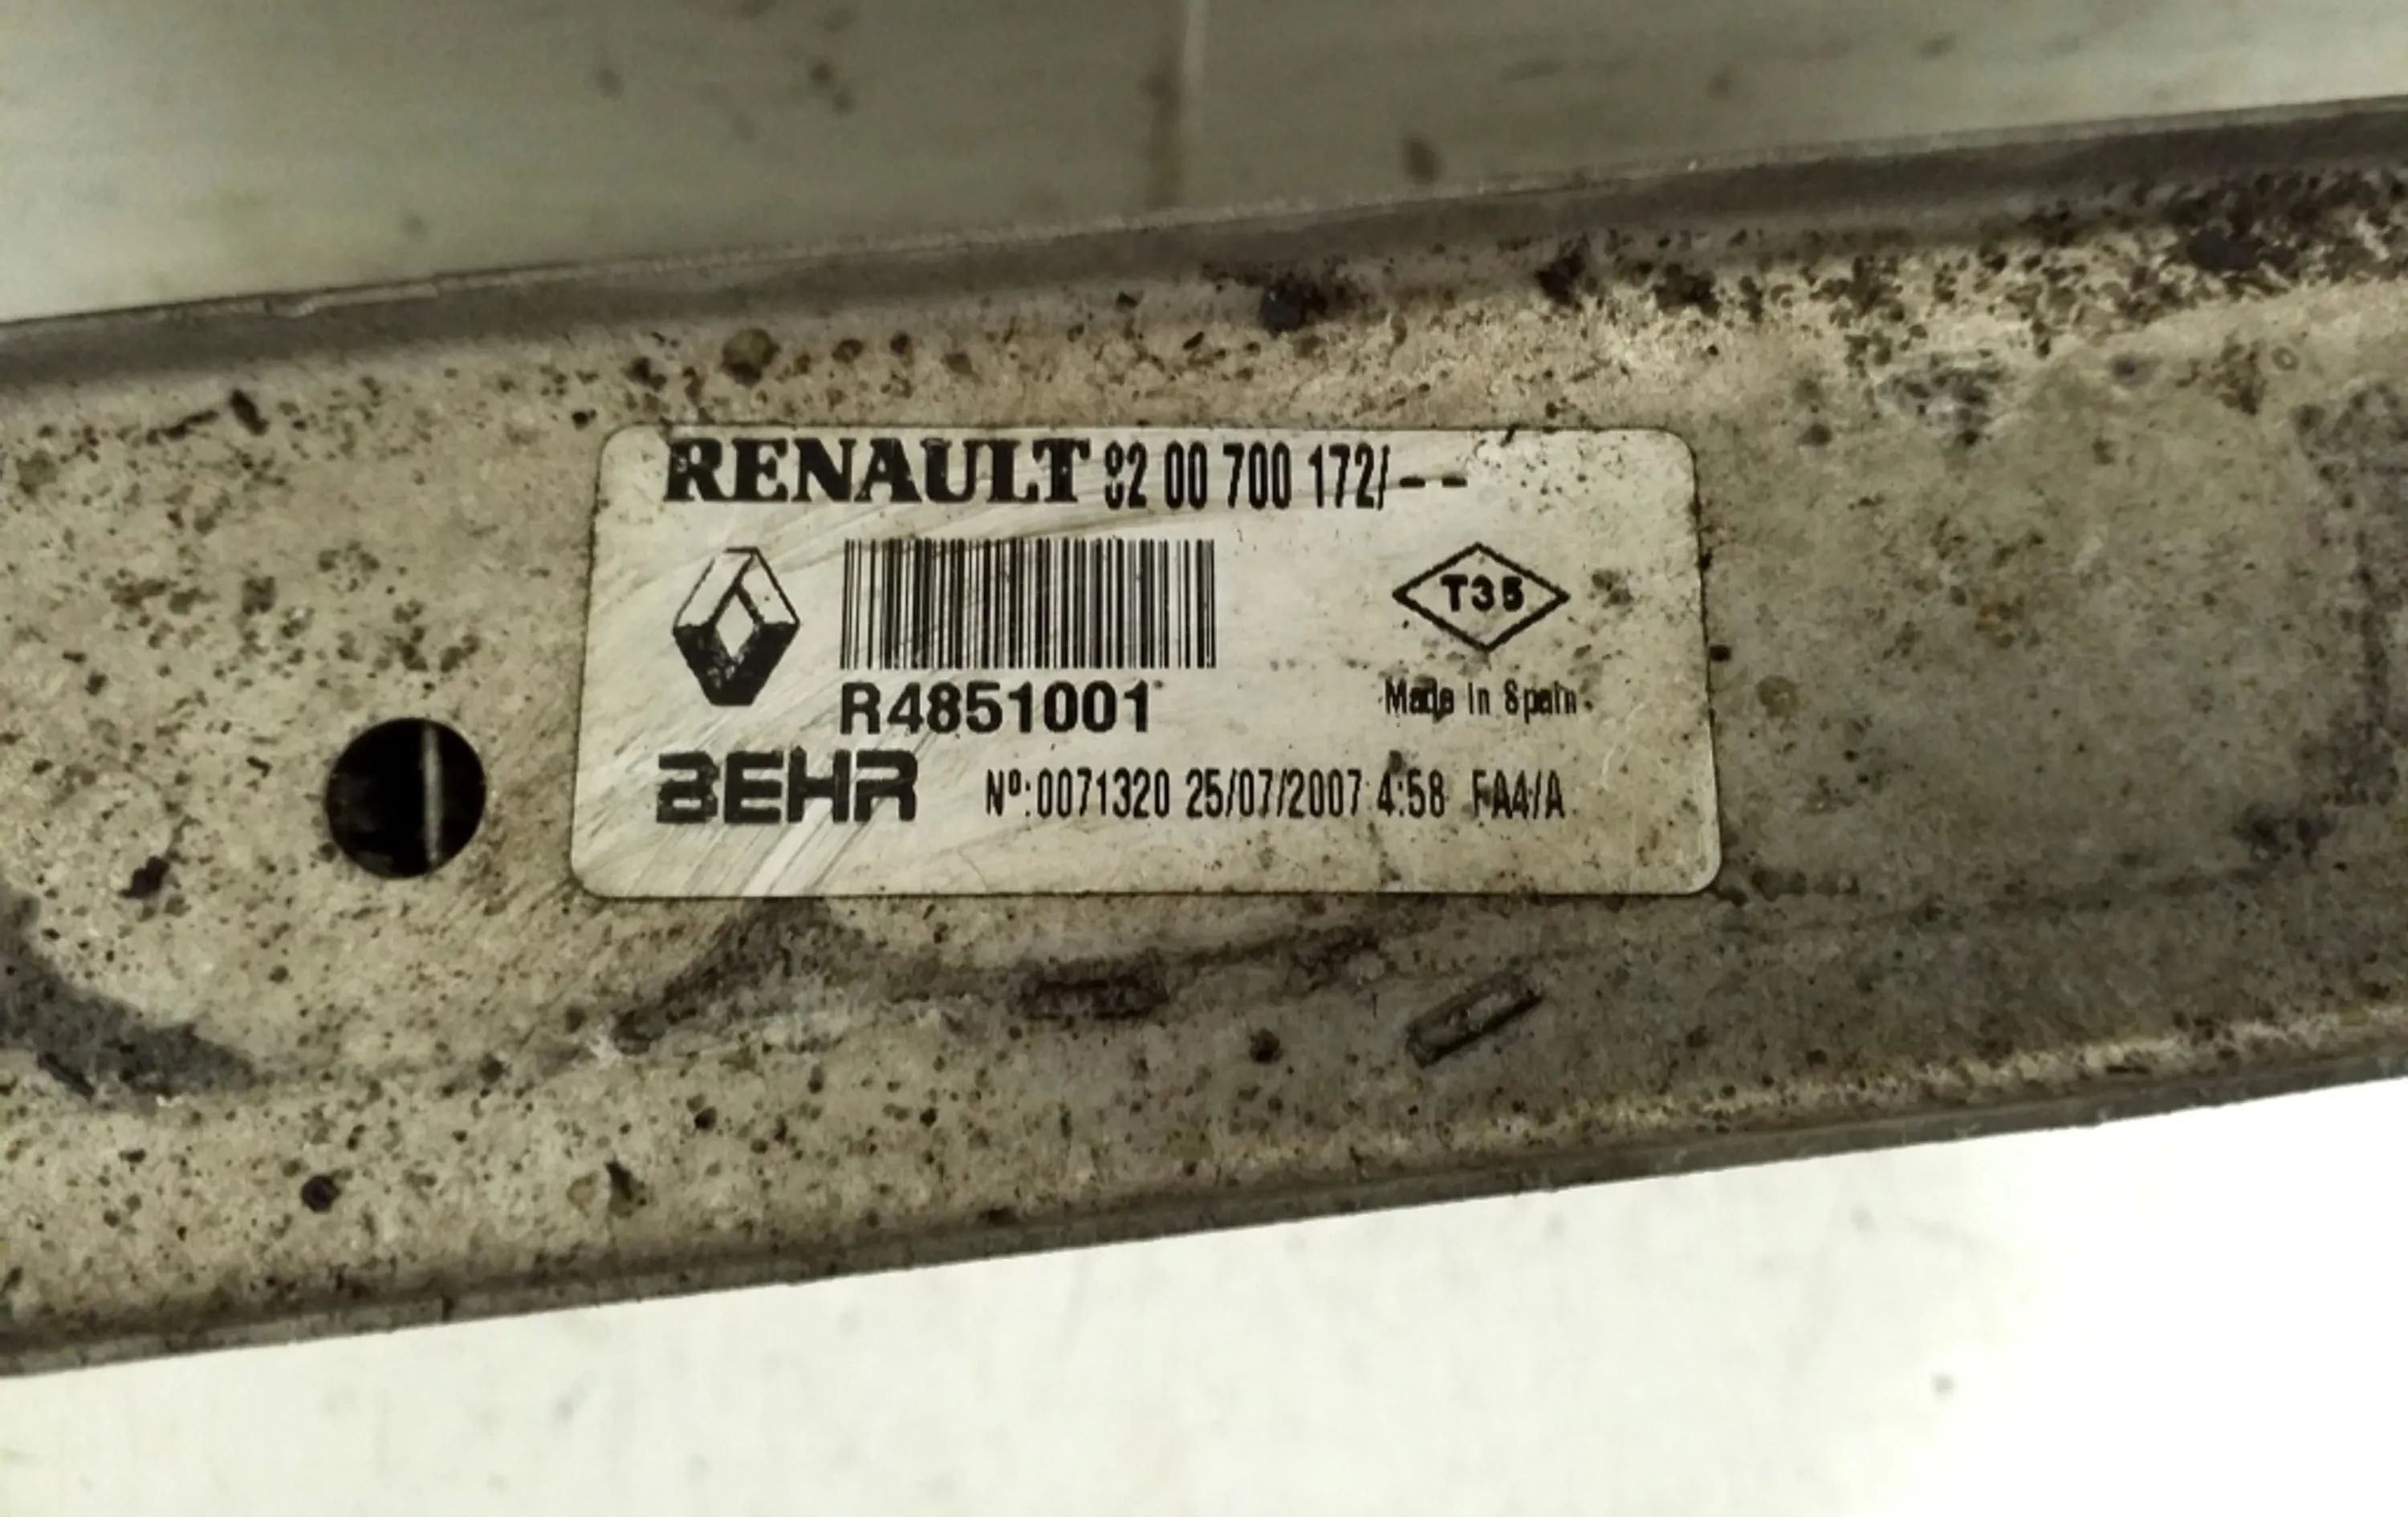 RENAULT 82 00 700 172/--
T35
R4851001
Made In Spain
BEHR Nº:0071320 25/07/2007 4:58 FA4/A